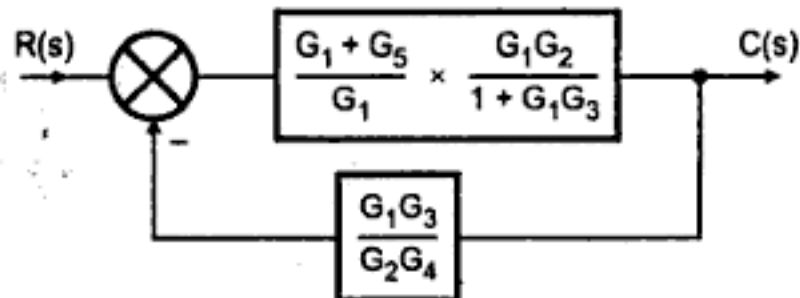 R(s)
G₁ + G₅ / G₁ × G₁G₂ / 1 + G₁G₃
C(s)
–
G₁G₃ / G₂G₄